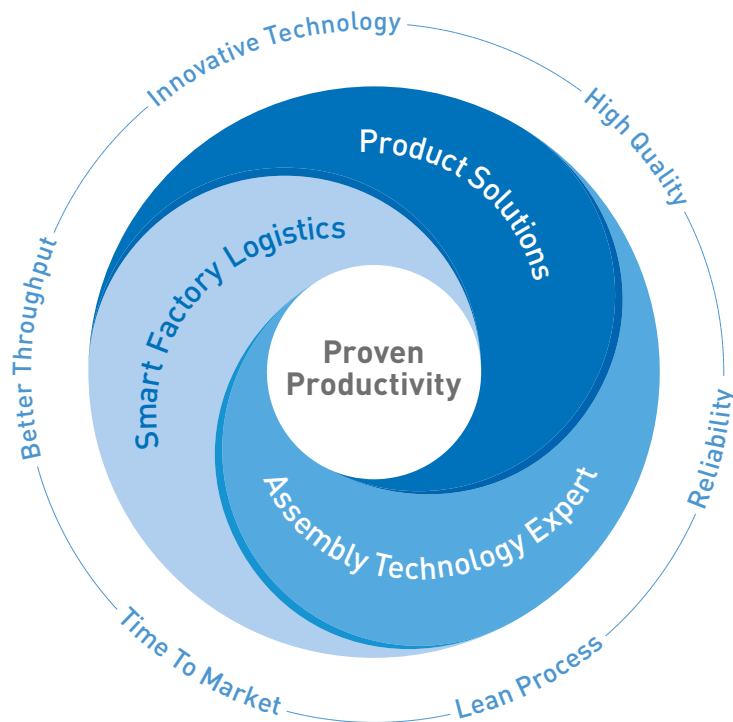 Innovative Technology
High Quality
Reliability
Lean Process
Time To Market
Better Throughput
Product Solutions
Assembly Technology Expert
Smart Factory Logistics
Proven
Productivity